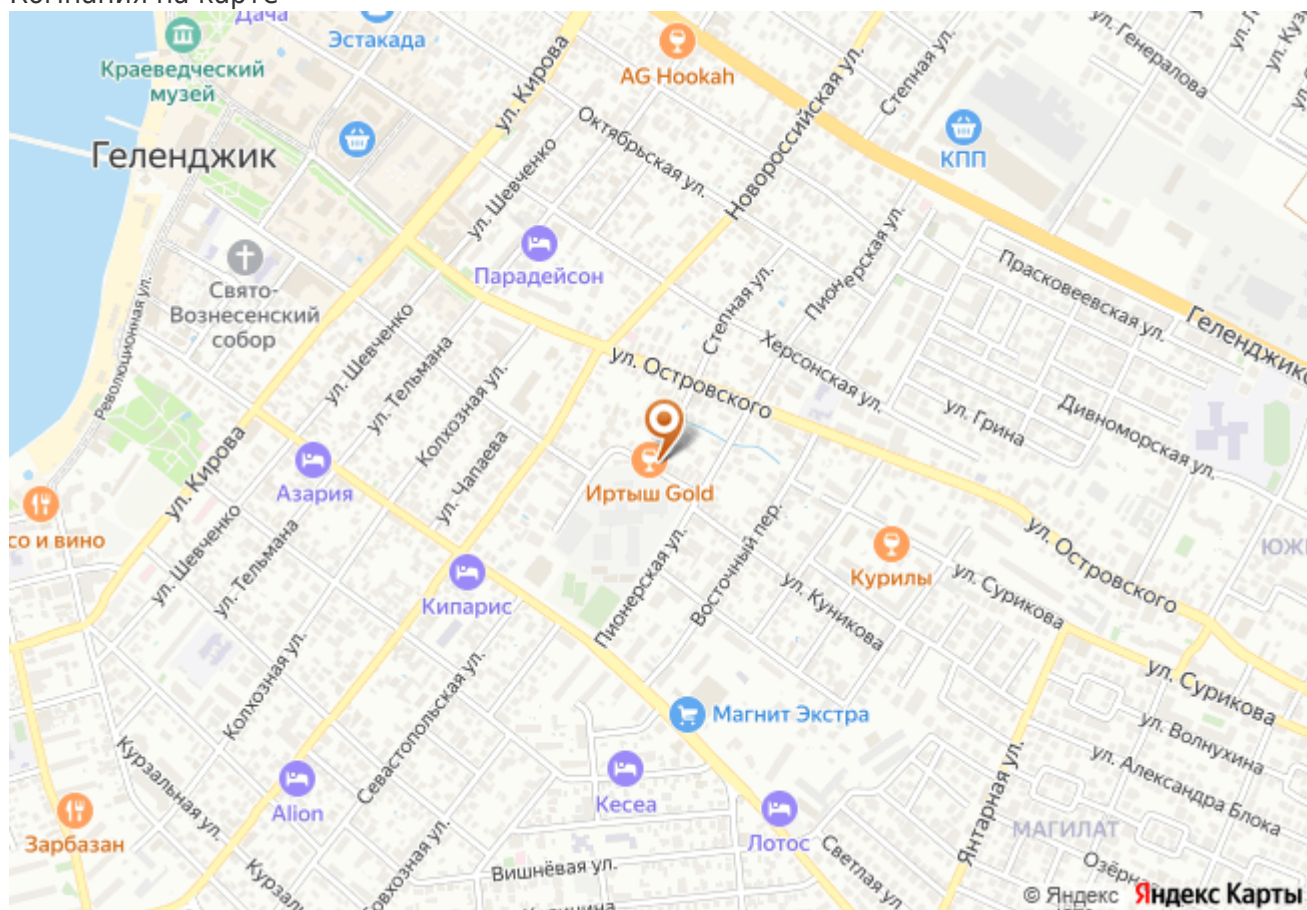 Компания на карте
Дача
Эстакада
Краеведческий
музей
ул. Кирова
AG Hookah
Новороссийская ул.
Степная ул.
ул. Генералова
КПП
Геленджик
ул. Шевченко
Октябрьская ул.
Парадейсон
Пионерская ул.
Степная ул.
Прасковеевская ул.
Свято-
Вознесенский
собор
Революционная ул.
ул. Шевченко
ул. Тельмана
Колхозная ул.
ул. Островского
Херсонская ул.
ул. Грина
Дивноморская ул.
ул. Чапаева
Азария
ул. Кирова
Иртыш Gold
со и вино
ул. Шевченко
ул. Тельмана
Кипарис
Пионерская ул.
Восточный пер.
Курилы
ул. Куникова
ул. Сурикова
ул. Островского
Колхозная ул.
Севастопольская ул.
Магнит Экстра
ул. Сурикова
ул. Волнухина
ул. Александра Блока
Курзальная ул.
Alion
Кесеа
Лотос
Янтарная ул.
МАГИЛАТ
Зарбазан
Вишнёвая ул.
Светлая ул.
© Яндекс Яндекс Карты